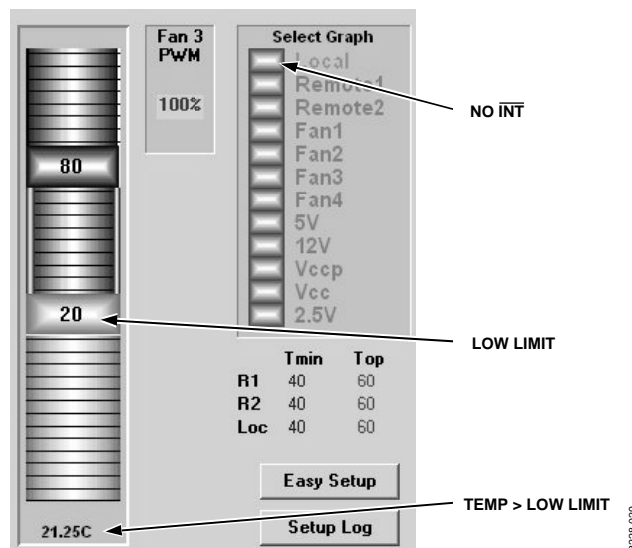 80
20
21.25C
Fan 3
PWM
100%
Select Graph
Local
Remote1
Remote2
Fan1
Fan2
Fan3
Fan4
5V
12V
Vccp
Vcc
2.5V
Tmin Top
R1 40 60
R2 40 60
Loc 40 60
Easy Setup
Setup Log
NO INT
LOW LIMIT
TEMP > LOW LIMIT